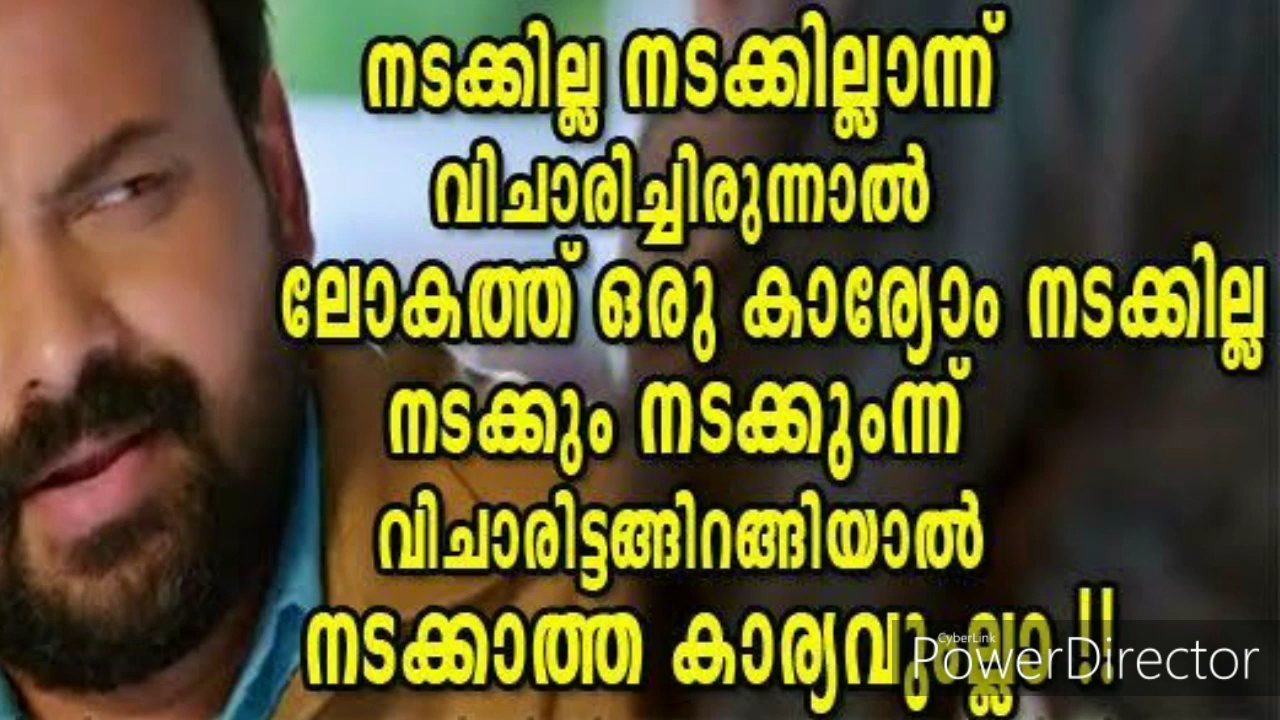 നടക്കില്ല നടക്കില്ലാന്ന്
വിചാരിച്ചിരുന്നാൽ
ലോകത്ത് ഒരു കാര്യോം നടക്കില്ല
നടക്കും നടക്കുംന്ന്
വിചാരിട്ടങ്ങിറങ്ങിയാൽ
നടക്കാത്ത കാര്യവുമില്ലാ !!
CyberLink
PowerDirector